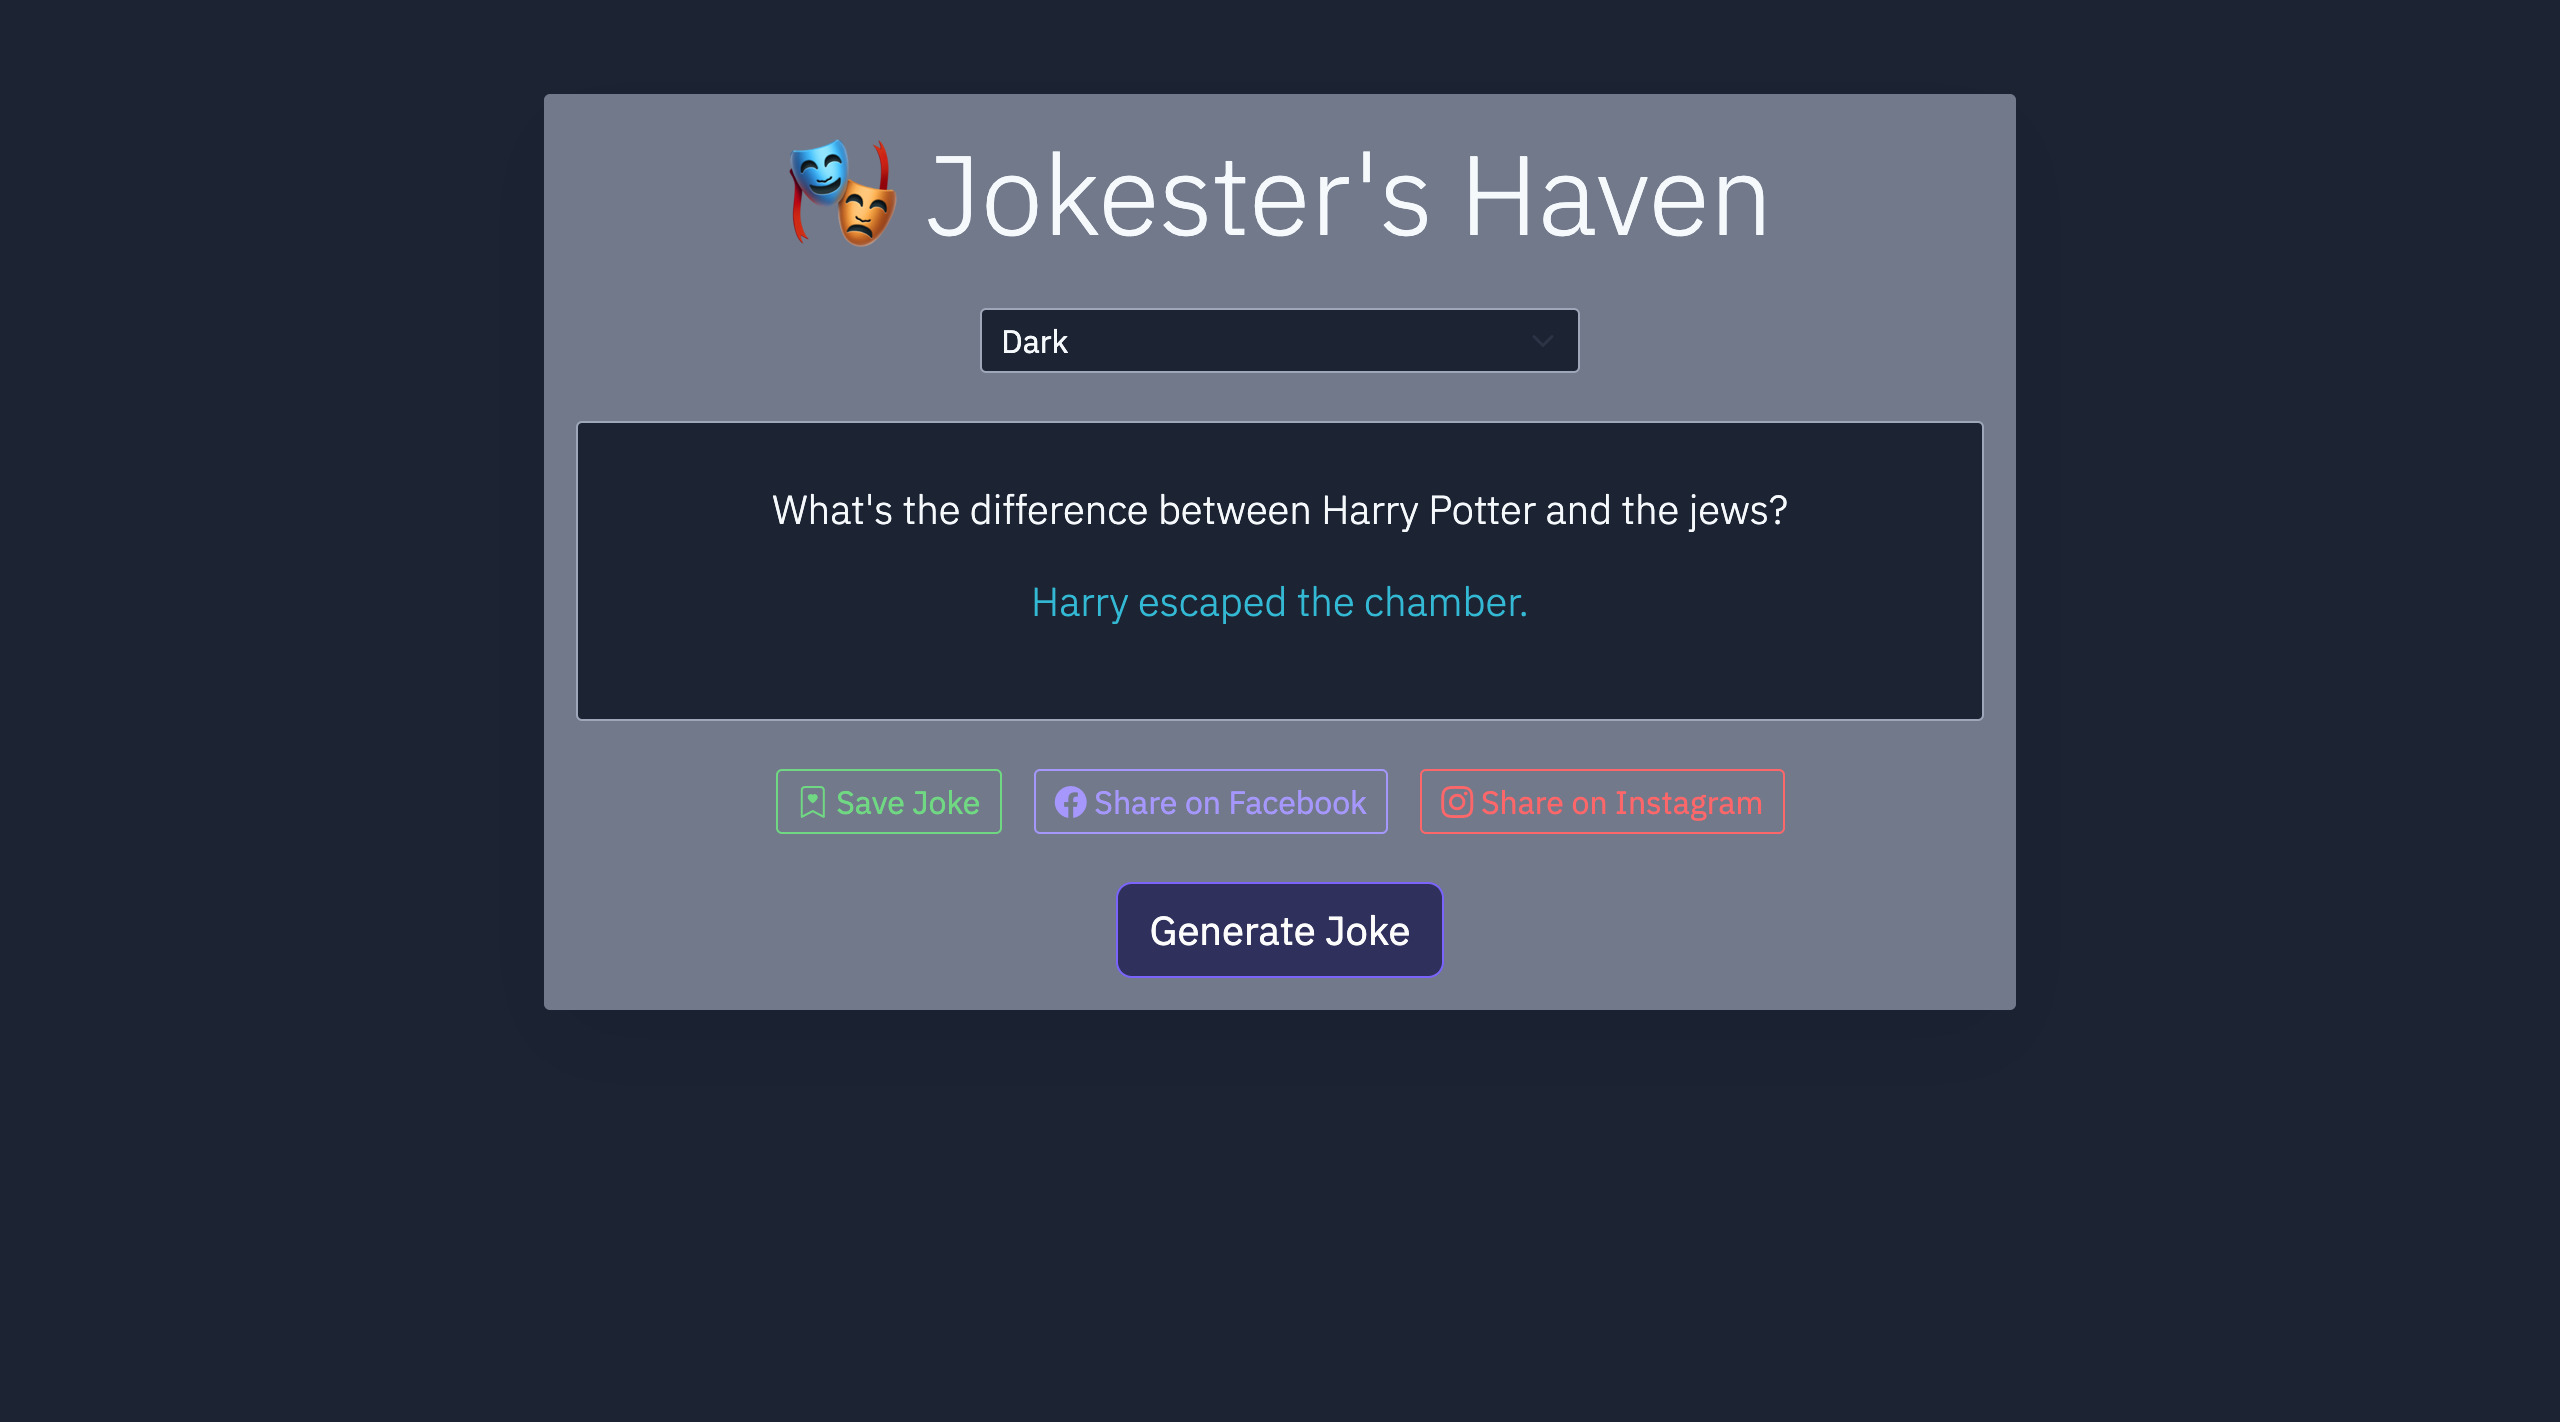 Jokester's Haven
Dark
What's the difference between Harry Potter and the jews?
Harry escaped the chamber.
Save Joke
Share on Facebook
Share on Instagram
Generate Joke